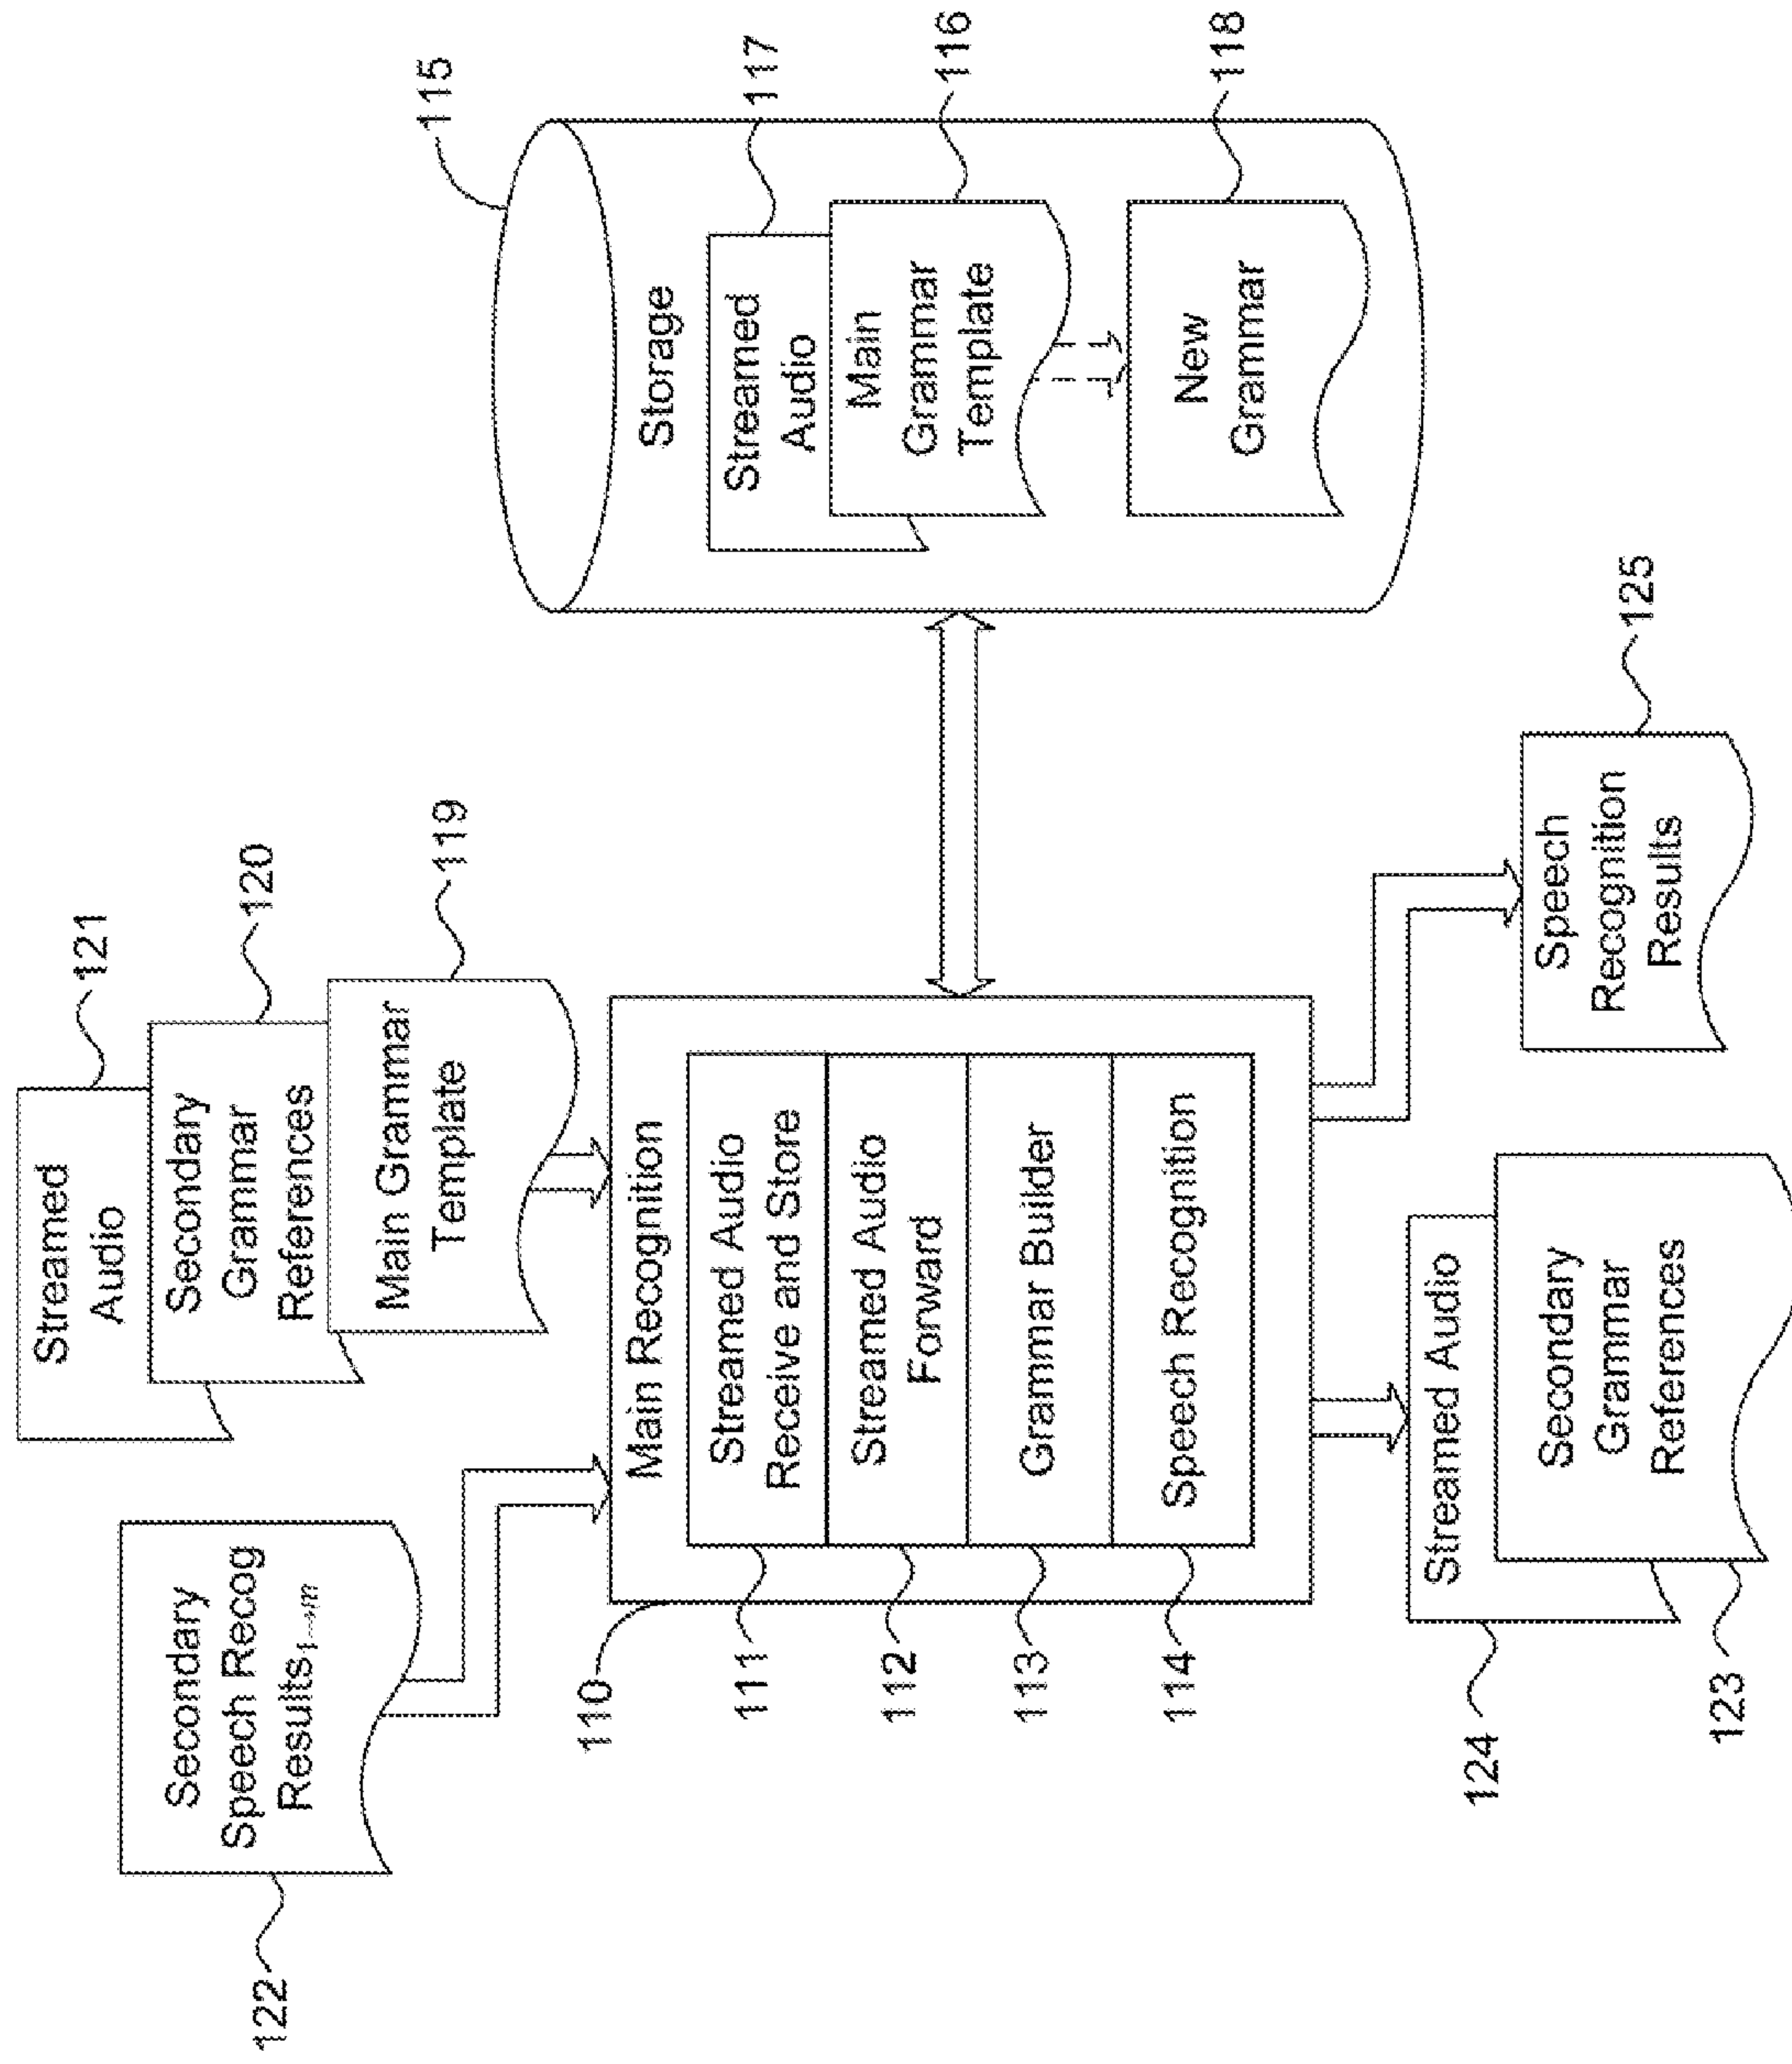 121
Streamed
Audio
120
Secondary
Grammar
References
119
Main Grammar
Template
122
Secondary
Speech Recog
Results1→m
110
Main Recognition
111
Streamed Audio
Receive and Store
112
Streamed Audio
Forward
113
Grammar Builder
114
Speech Recognition
115
Storage
117
Streamed
Audio
116
Main
Grammar
Template
118
New
Grammar
124
Streamed Audio
123
Secondary
Grammar
References
125
Speech
Recognition
Results